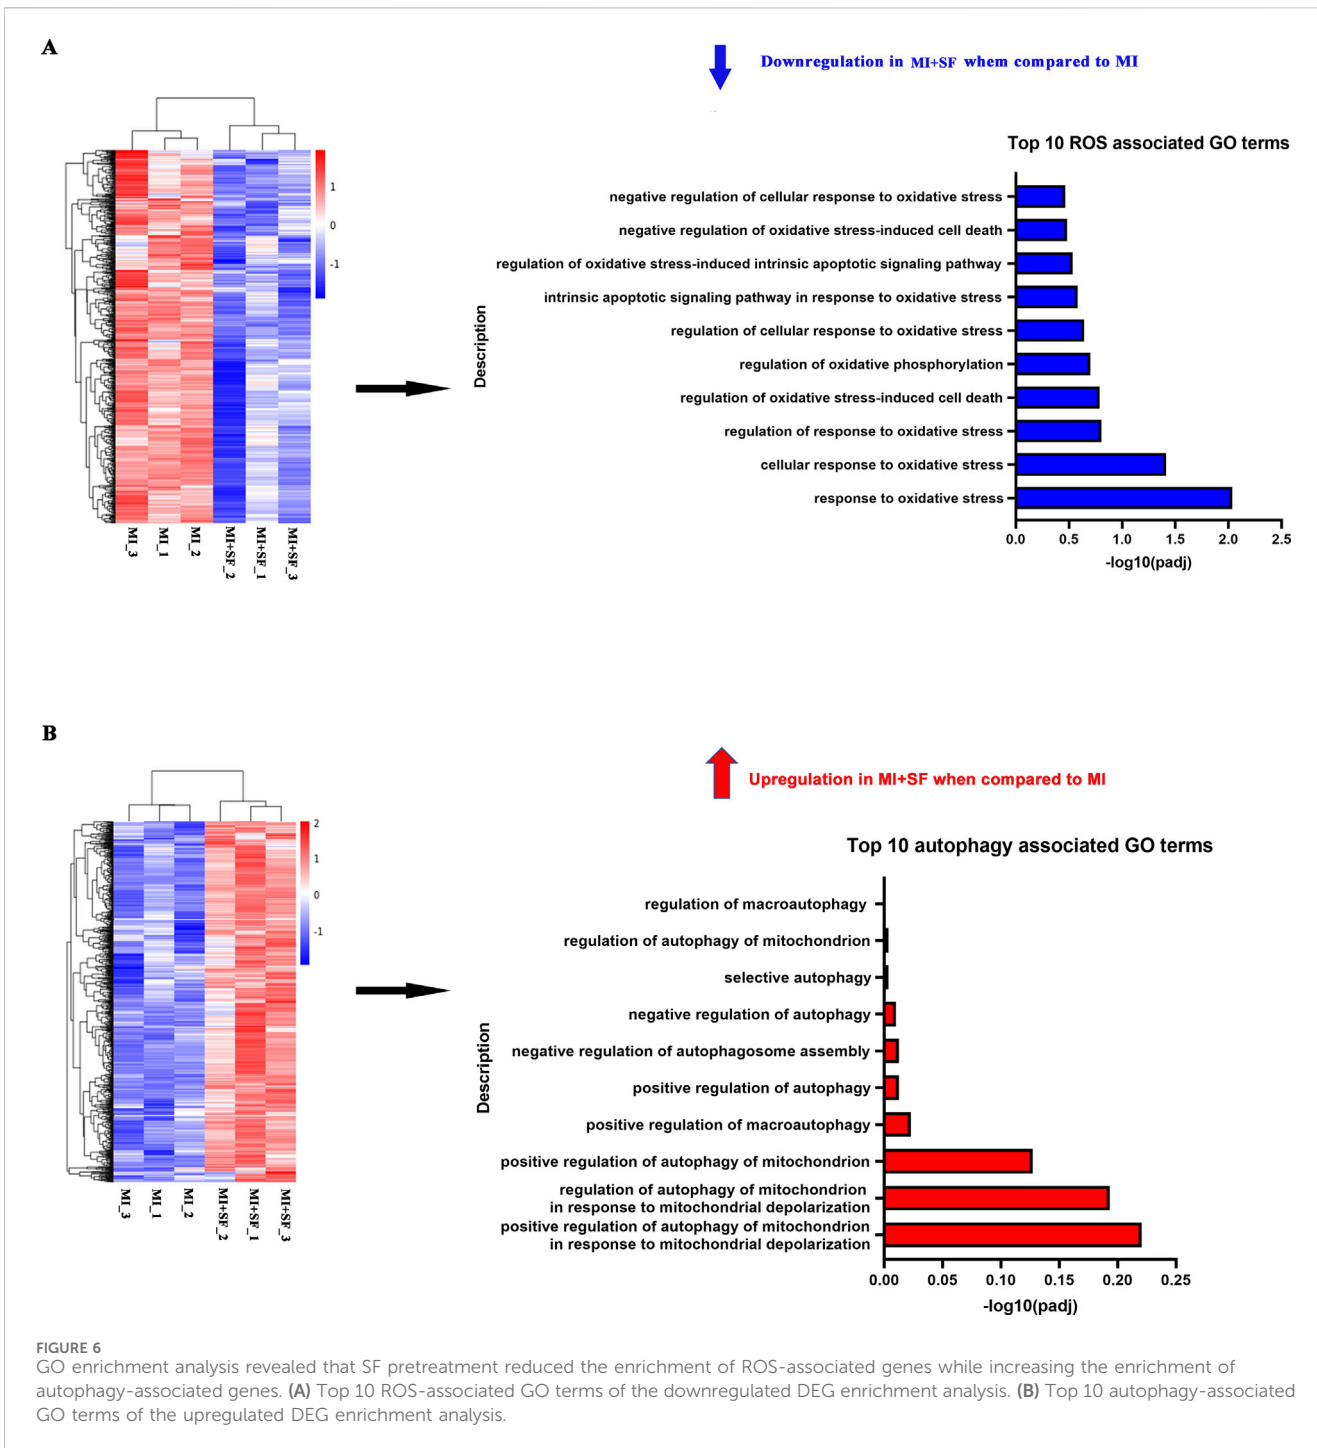 A
Downregulation in MI+SF whem compared to MI
Top 10 ROS associated GO terms
1
0
-1
MI_3
MI_1
MI_2
MI+SF_2
MI+SF_1
MI+SF_3
Description
negative regulation of cellular response to oxidative stress
negative regulation of oxidative stress-induced cell death
regulation of oxidative stress-induced intrinsic apoptotic signaling pathway
intrinsic apoptotic signaling pathway in response to oxidative stress
regulation of cellular response to oxidative stress
regulation of oxidative phosphorylation
regulation of oxidative stress-induced cell death
regulation of response to oxidative stress
cellular response to oxidative stress
response to oxidative stress
0.0 0.5 1.0 1.5 2.0 2.5
-log10(padj)
B
Upregulation in MI+SF when compared to MI
Top 10 autophagy associated GO terms
2
1
0
-1
MI_3
MI_1
MI_2
MI+SF_2
MI+SF_1
MI+SF_3
Description
regulation of macroautophagy
regulation of autophagy of mitochondrion
selective autophagy
negative regulation of autophagy
negative regulation of autophagosome assembly
positive regulation of autophagy
positive regulation of macroautophagy
positive regulation of autophagy of mitochondrion
regulation of autophagy of mitochondrion
in response to mitochondrial depolarization
positive regulation of autophagy of mitochondrion
in response to mitochondrial depolarization
0.00 0.05 0.10 0.15 0.20 0.25
-log10(padj)
FIGURE 6
GO enrichment analysis revealed that SF pretreatment reduced the enrichment of ROS-associated genes while increasing the enrichment of
autophagy-associated genes. (A) Top 10 ROS-associated GO terms of the downregulated DEG enrichment analysis. (B) Top 10 autophagy-associated
GO terms of the upregulated DEG enrichment analysis.